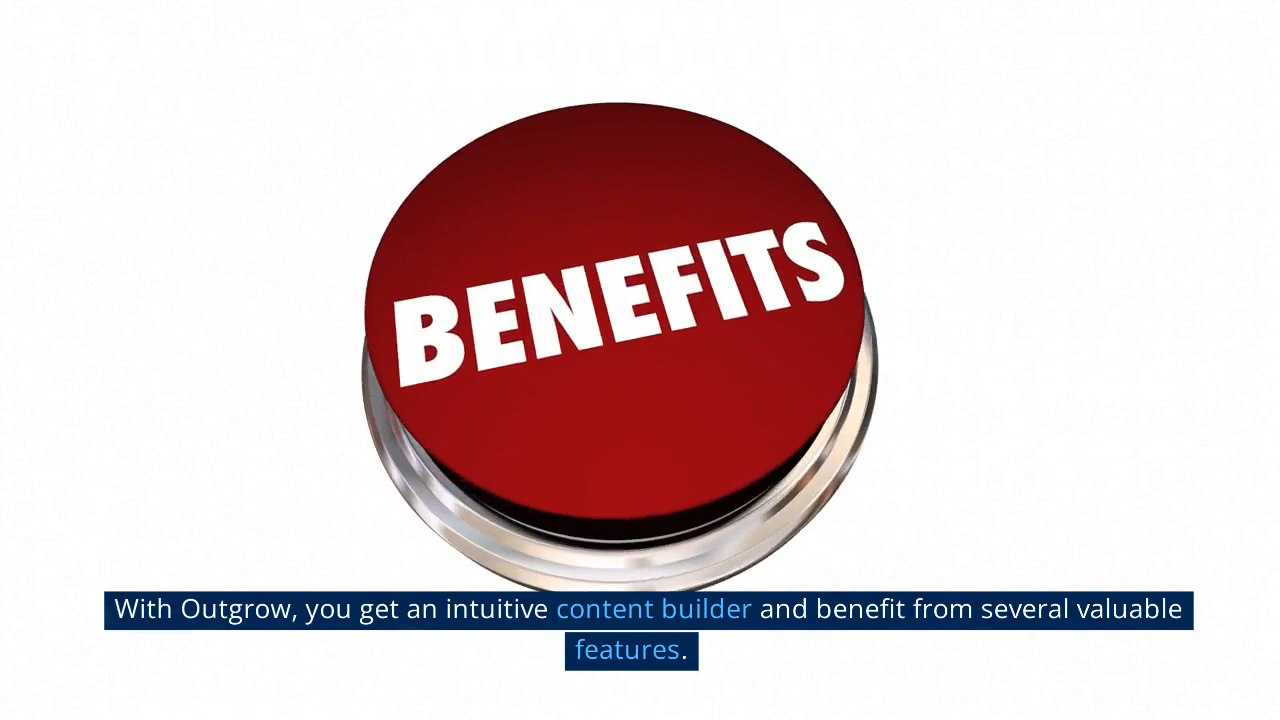 BENEFITS
With Outgrow, you get an intuitive content builder and benefit from several valuable
features.